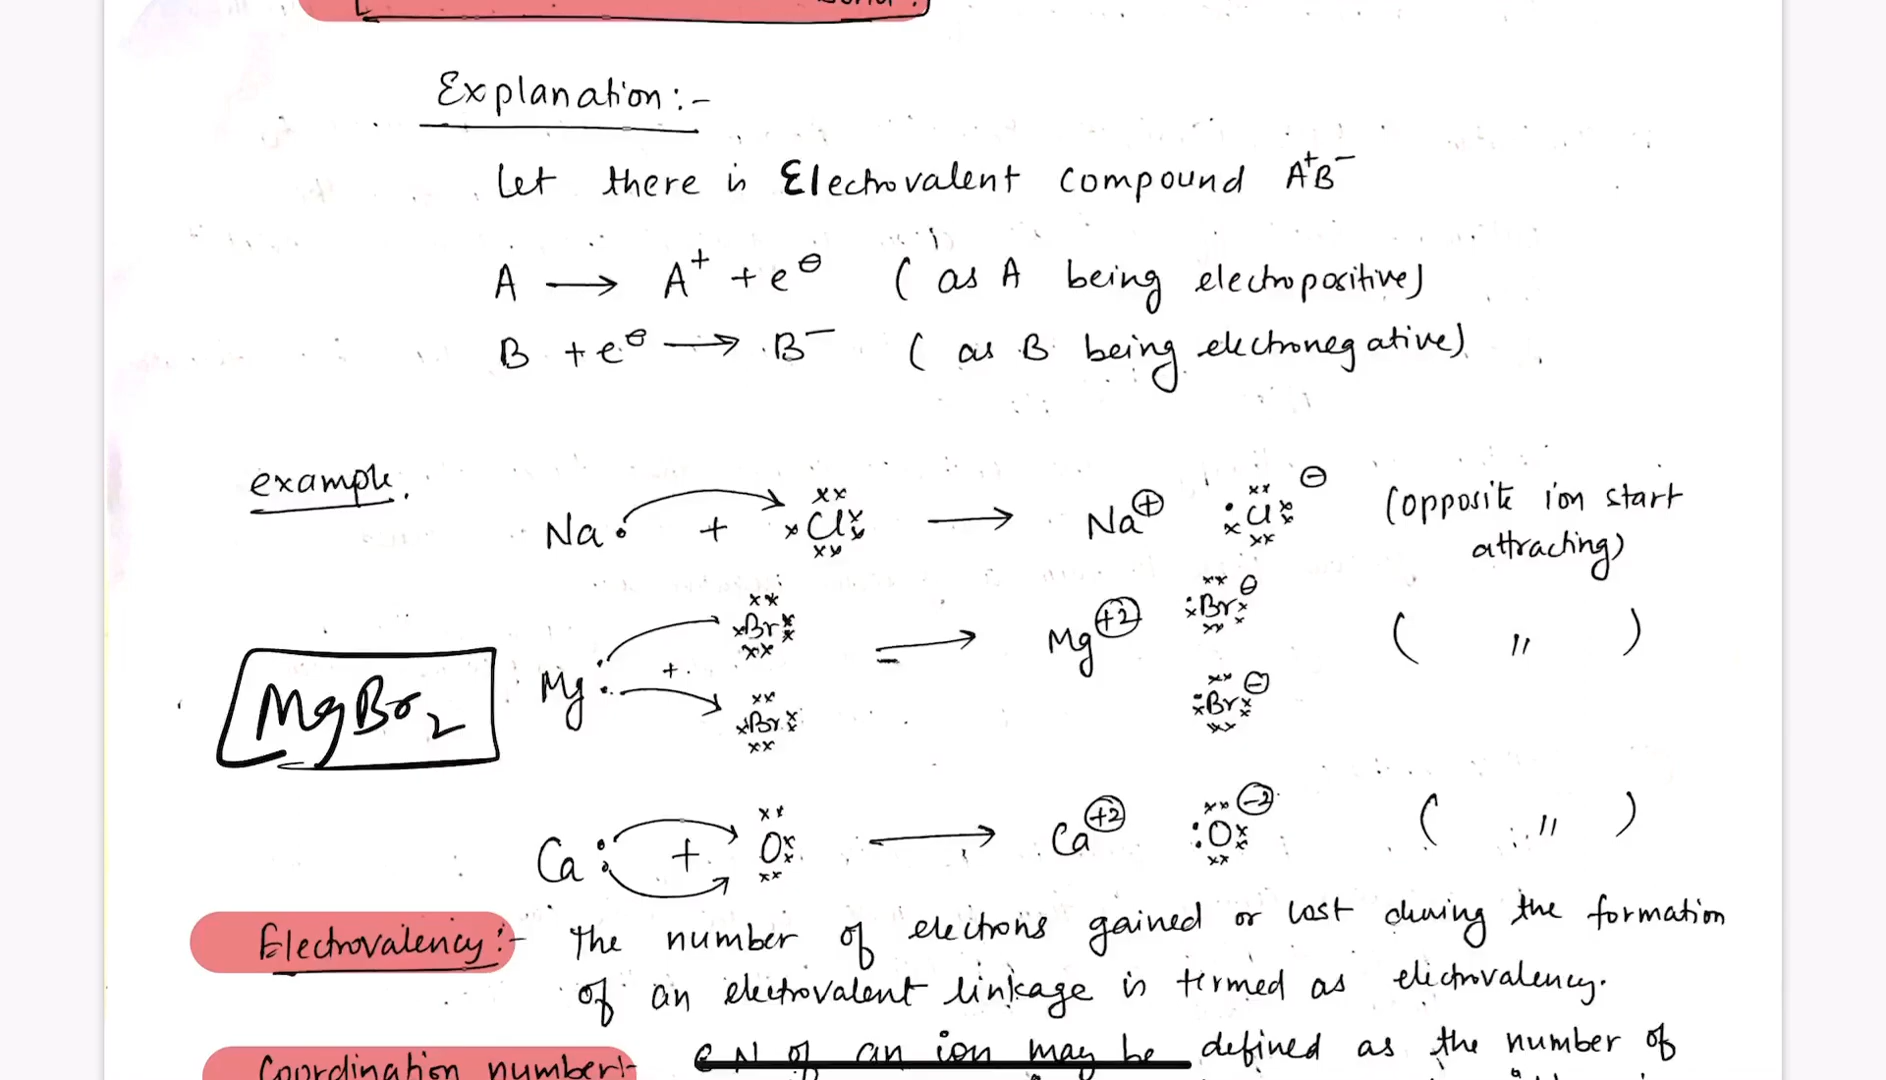 Explanation:-
Let there is Electrovalent compound A⁺B⁻
A → A⁺ + e⊖ ( as A being electropositive)
B + e⊖ → B⁻ ( as B being electronegative)
example.
Na + Cl → Na⊕ Cl⊖ (opposite ion start
attracting)
Mg + Br Br → Mg+2 Br⊖ Br⊖ ( " )
MgBr₂
Ca + O → Ca+2 O-2 ( " )
Electrovalency:- The number of electrons gained or lost during the formation
of an electrovalent linkage is termed as elictrovalency.
Coordination number:- C N of an ion may be defined as the number of